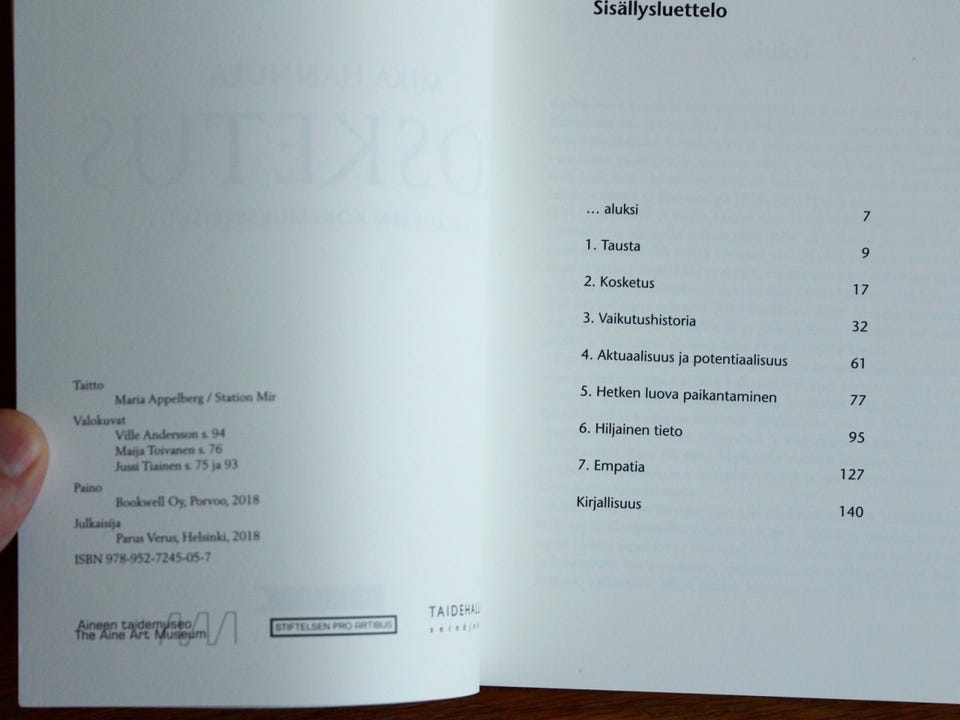 Taitto
Maria Appelberg / Station Mir
Valokuvat
Ville Andersson s. 94
Maija Toivanen s. 76
Jussi Tiainen s. 75 ja 93
Paino
Bookwell Oy, Porvoo, 2018
Julkaisija
Parus Verus, Helsinki, 2018
ISBN 978-952-7245-05-7
Aineen taidemuseo
The Aine Art Museum
STIFTELSEN PRO ARTIBUS
Sisällysluettelo
... aluksi 7
1. Tausta 9
2. Kosketus 17
3. Vaikutushistoria 32
4. Aktuaalisuus ja potentiaalisuus 61
5. Hetken luova paikantaminen 77
6. Hiljainen tieto 95
7. Empatia 127
Kirjallisuus 140